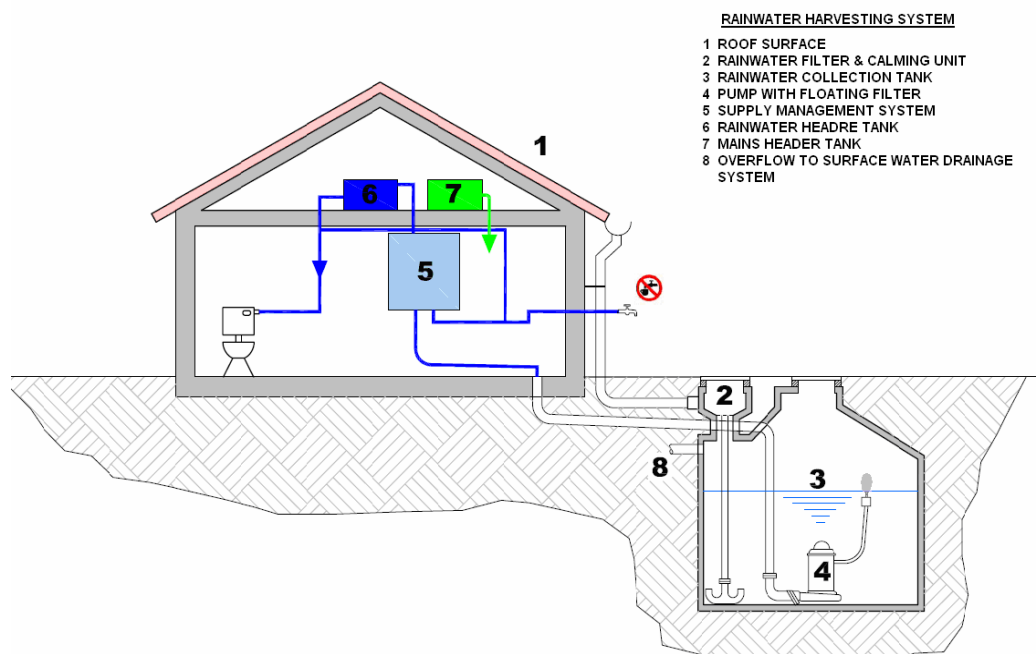 RAINWATER HARVESTING SYSTEM
1 ROOF SURFACE
2 RAINWATER FILTER & CALMING UNIT
3 RAINWATER COLLECTION TANK
4 PUMP WITH FLOATING FILTER
5 SUPPLY MANAGEMENT SYSTEM
6 RAINWATER HEADRE TANK
7 MAINS HEADER TANK
8 OVERFLOW TO SURFACE WATER DRAINAGE
SYSTEM
1
6
7
5
2
8
3
4